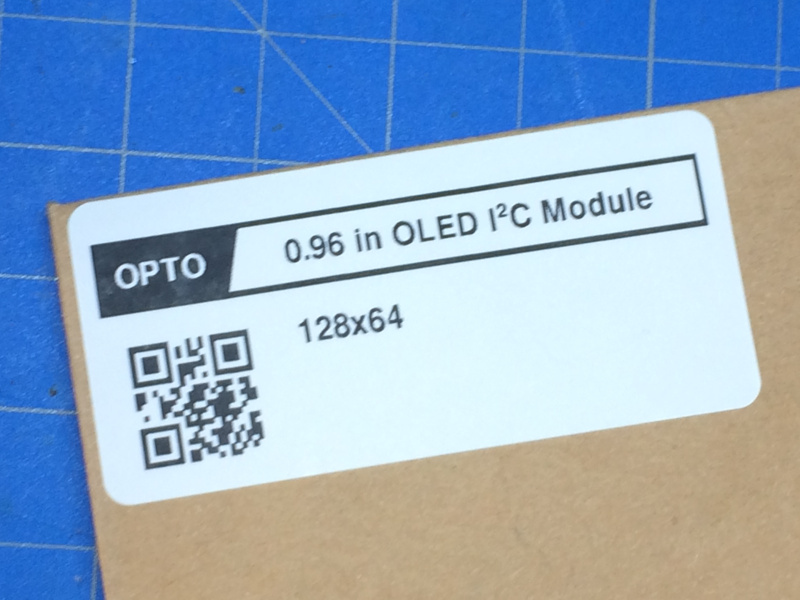 OPTO 0.96 in OLED I²C Module
128x64